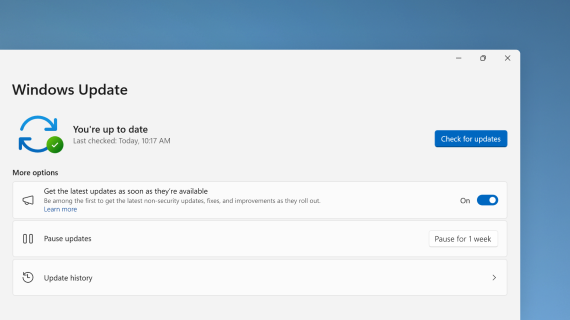 Windows Update
You're up to date
Last checked: Today, 10:17 AM
Check for updates
More options
Get the latest updates as soon as they're available
Be among the first to get the latest non-security updates, fixes, and improvements as they roll out.
Learn more
On
Pause updates
Pause for 1 week
Update history